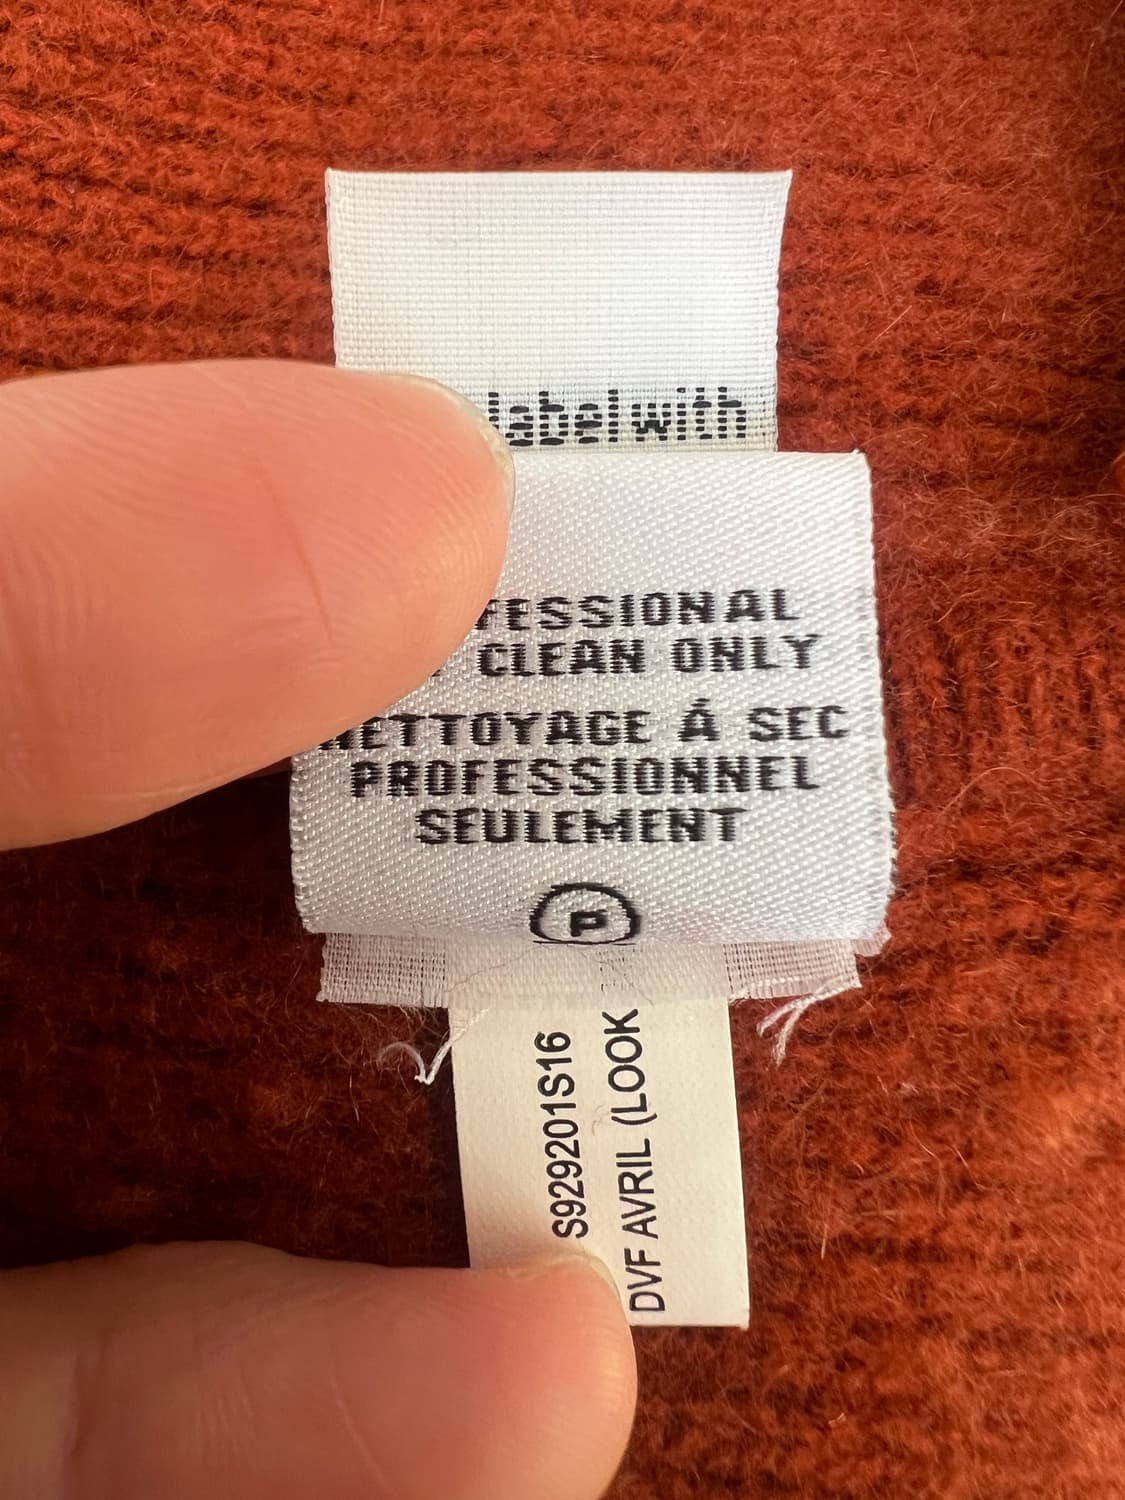 label with
FESSIONAL
CLEAN ONLY
NETTOYAGE Á SEC
PROFESSIONNEL
SEULEMENT
P
S929201S16
DVF AVRIL (LOOK